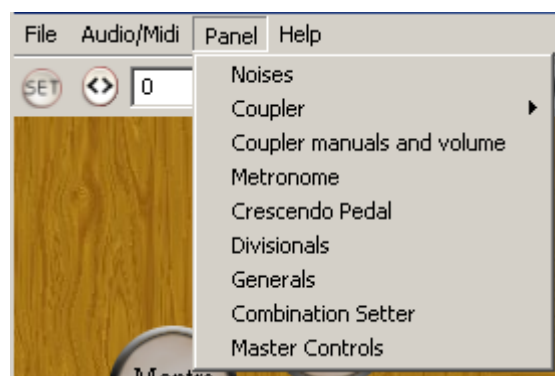 File Audio/Midi Panel Help
SET 0
Noises
Coupler
Coupler manuals and volume
Metronome
Crescendo Pedal
Divisionals
Generals
Combination Setter
Master Controls